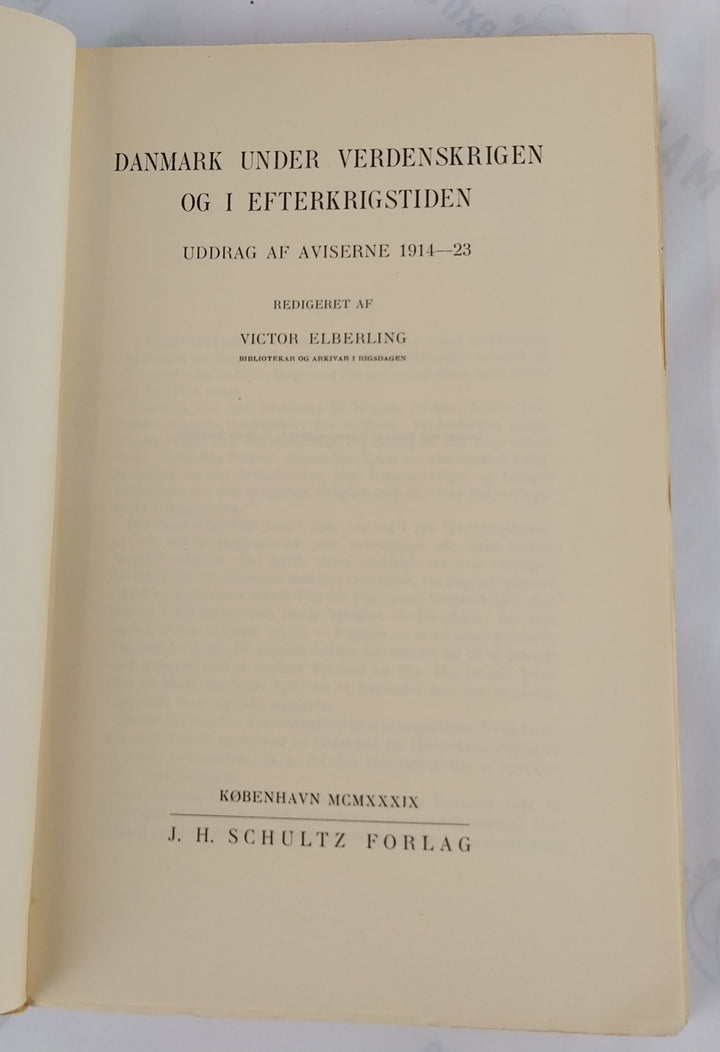 DANMARK UNDER VERDENSKRIGEN
OG I EFTERKRIGSTIDEN
UDDRAG AF AVISERNE 1914—23
REDIGERET AF
VICTOR ELBERLING
BIBLIOTEKAR OG ARKIVAR I RIGSDAGEN
KØBENHAVN MCMXXXIX
J. H. SCHULTZ FORLAG